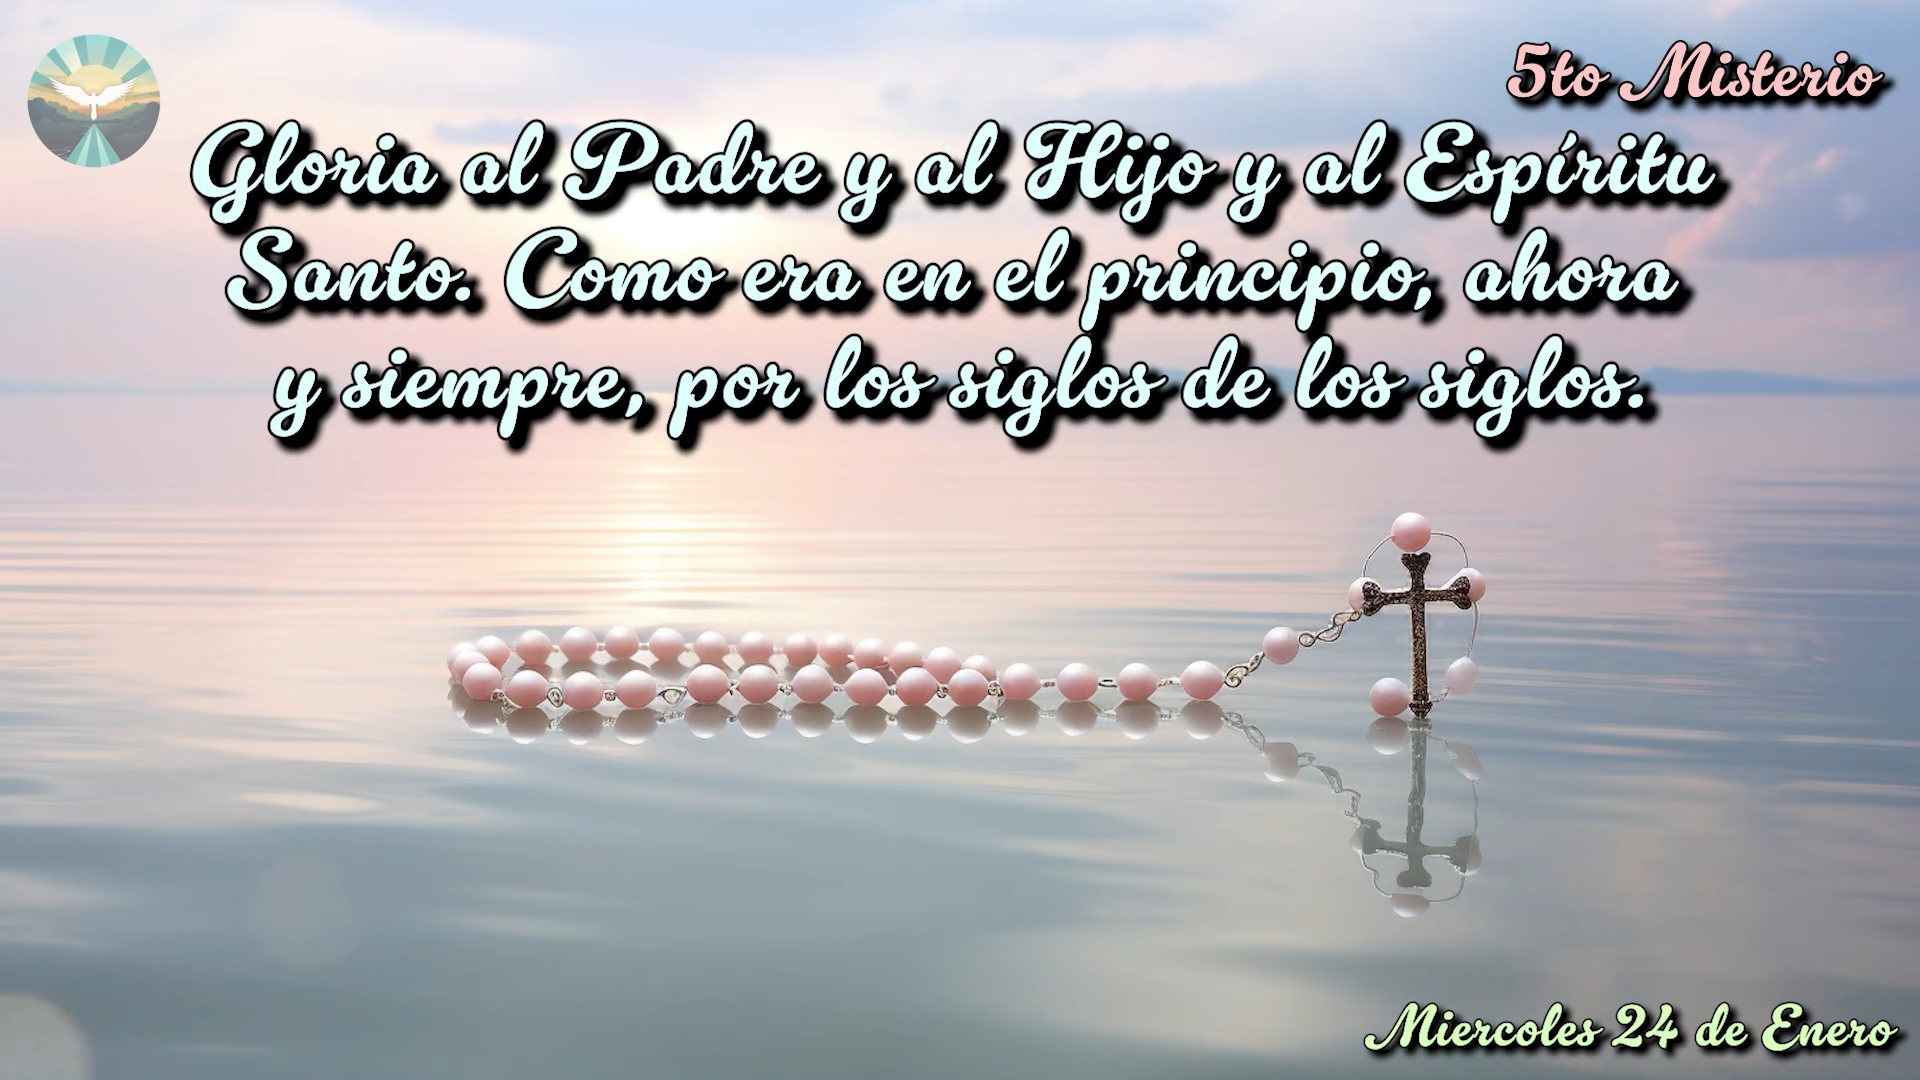 5to Misterio
Gloria al Padre y al Hijo y al Espíritu
Santo. Como era en el principio, ahora
y siempre, por los siglos de los siglos.
Miercoles 24 de Enero